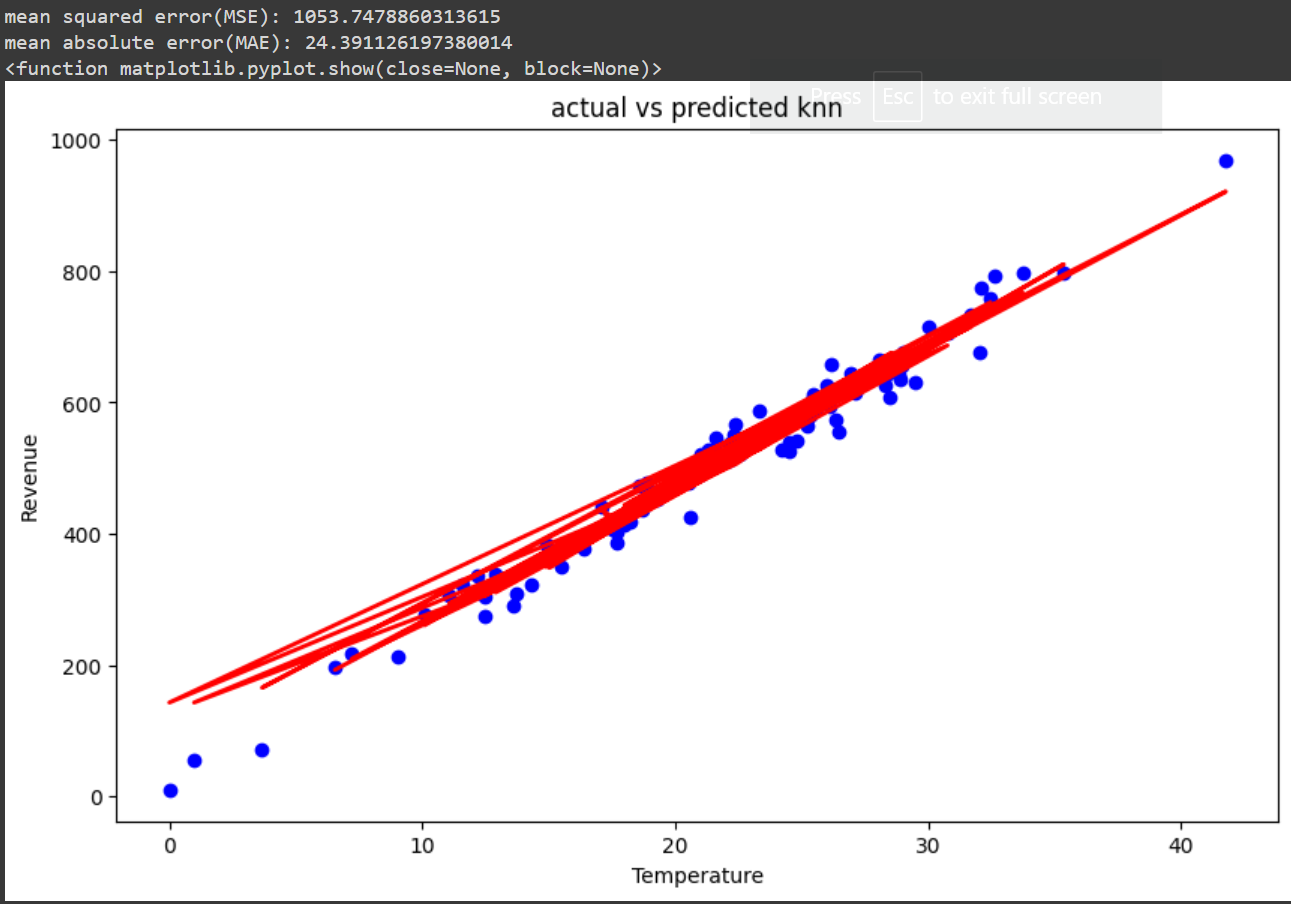 mean squared error(MSE): 1053.7478860313615
mean absolute error(MAE): 24.391126197380014
<function matplotlib.pyplot.show(close=None, block=None)>
Press Esc to exit full screen
actual vs predicted knn
1000
800
600
400
200
0
Revenue
0 10 20 30 40
Temperature